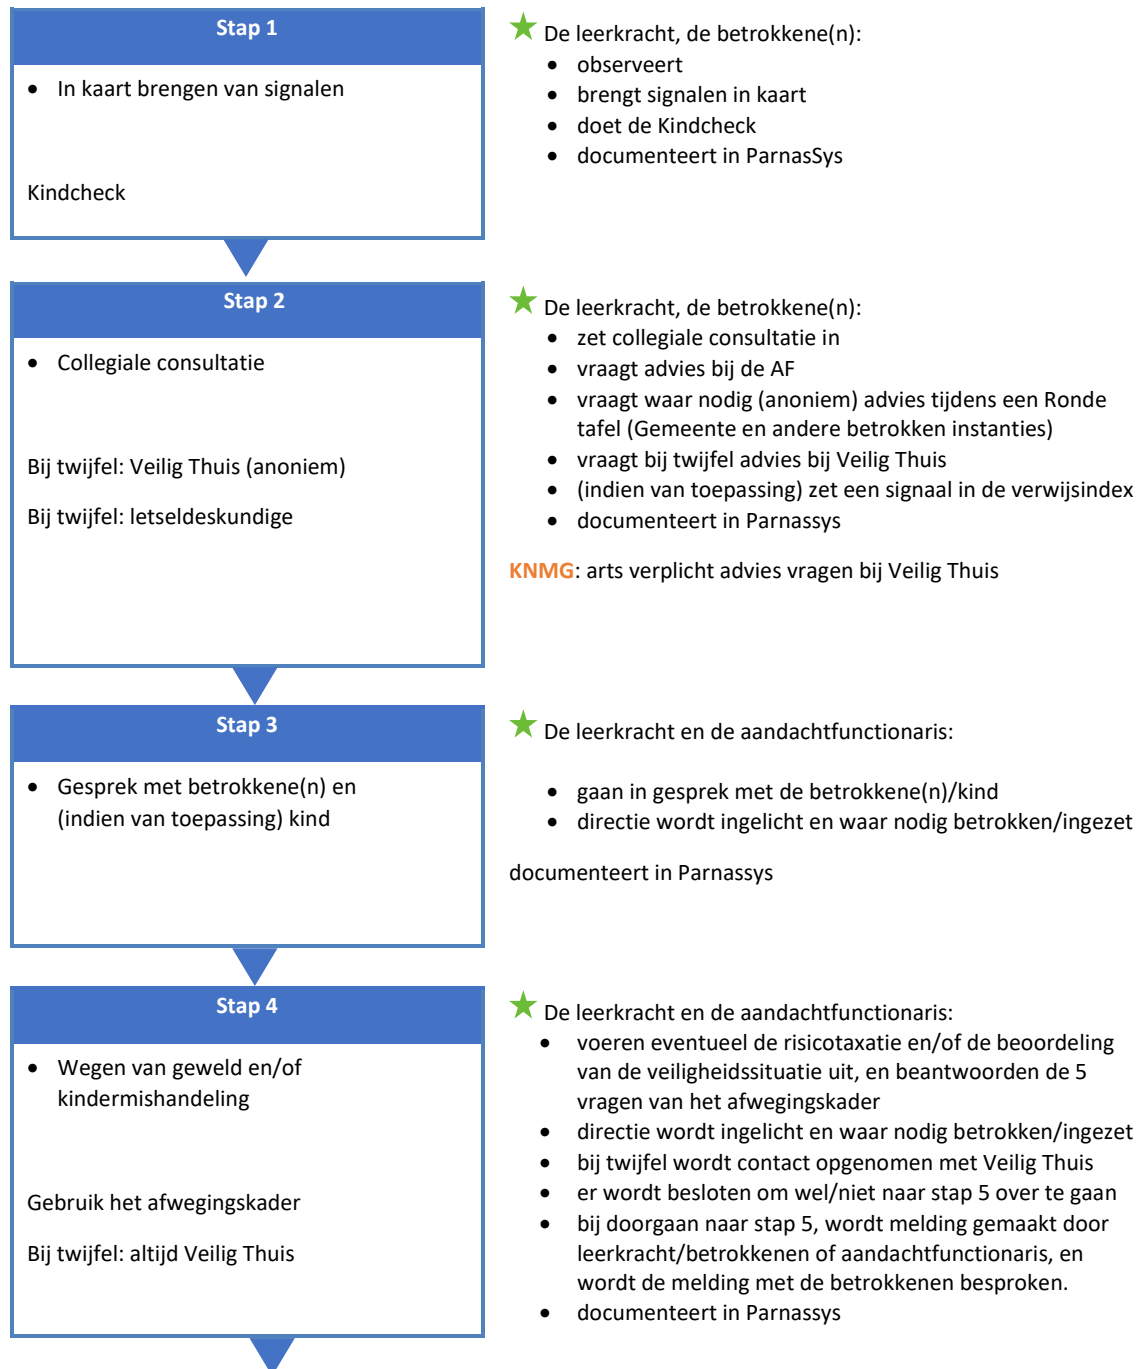 Stap 1
• In kaart brengen van signalen
Kindcheck
De leerkracht, de betrokkene(n):
• observeert
• brengt signalen in kaart
• doet de Kindcheck
• documenteert in ParnasSys
Stap 2
• Collegiale consultatie
Bij twijfel: Veilig Thuis (anoniem)
Bij twijfel: letseldeskundige
De leerkracht, de betrokkene(n):
• zet collegiale consultatie in
• vraagt advies bij de AF
• vraagt waar nodig (anoniem) advies tijdens een Ronde
tafel (Gemeente en andere betrokken instanties)
• vraagt bij twijfel advies bij Veilig Thuis
• (indien van toepassing) zet een signaal in de verwijsindex
• documenteert in Parnassys
KNMG: arts verplicht advies vragen bij Veilig Thuis
Stap 3
• Gesprek met betrokkene(n) en
(indien van toepassing) kind
De leerkracht en de aandachtfunctionaris:
• gaan in gesprek met de betrokkene(n)/kind
• directie wordt ingelicht en waar nodig betrokken/ingezet
documenteert in Parnassys
Stap 4
• Wegen van geweld en/of
kindermishandeling
Gebruik het afwegingskader
Bij twijfel: altijd Veilig Thuis
De leerkracht en de aandachtfunctionaris:
• voeren eventueel de risicotaxatie en/of de beoordeling
van de veiligheidssituatie uit, en beantwoorden de 5
vragen van het afwegingskader
• directie wordt ingelicht en waar nodig betrokken/ingezet
• bij twijfel wordt contact opgenomen met Veilig Thuis
• er wordt besloten om wel/niet naar stap 5 over te gaan
• bij doorgaan naar stap 5, wordt melding gemaakt door
leerkracht/betrokkenen of aandachtfunctionaris, en
wordt de melding met de betrokkenen besproken.
• documenteert in Parnassys